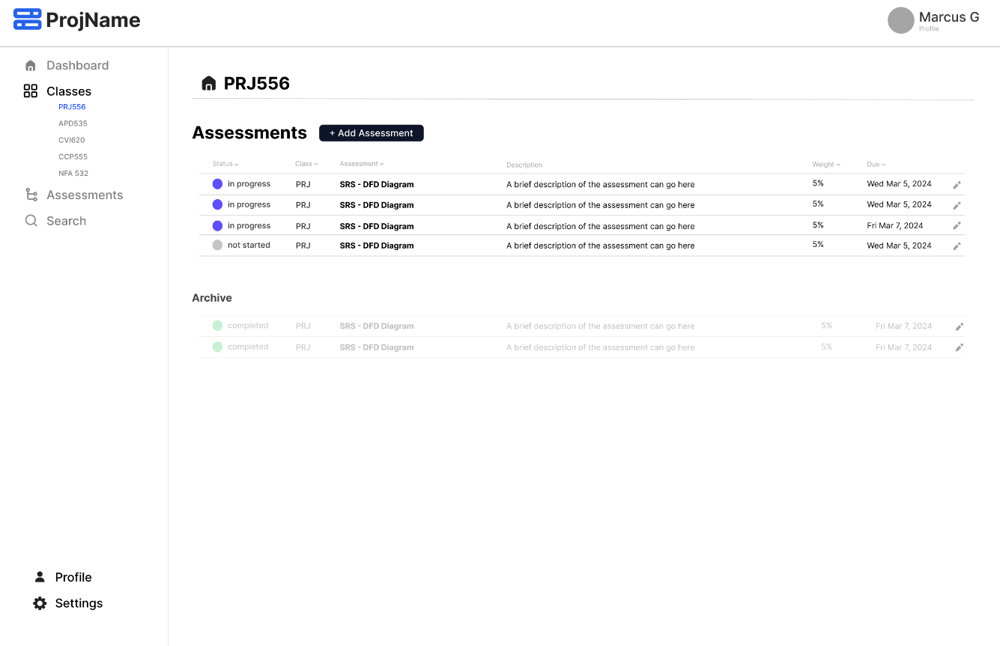 ProjName
Marcus G
Profile
Dashboard
Classes
PRJ556
APD535
CVI620
CCP555
NFA 532
Assessments
Search
Profile
Settings
PRJ556
Assessments + Add Assessment
Status Class Assessment Description Weight Due
in progress PRJ SRS - DFD Diagram A brief description of the assessment can go here 5% Wed Mar 5, 2024
in progress PRJ SRS - DFD Diagram A brief description of the assessment can go here 5% Wed Mar 5, 2024
in progress PRJ SRS - DFD Diagram A brief description of the assessment can go here 5% Fri Mar 7, 2024
not started PRJ SRS - DFD Diagram A brief description of the assessment can go here 5% Wed Mar 5, 2024
Archive
completed PRJ SRS - DFD Diagram A brief description of the assessment can go here 5% Fri Mar 7, 2024
completed PRJ SRS - DFD Diagram A brief description of the assessment can go here 5% Fri Mar 7, 2024